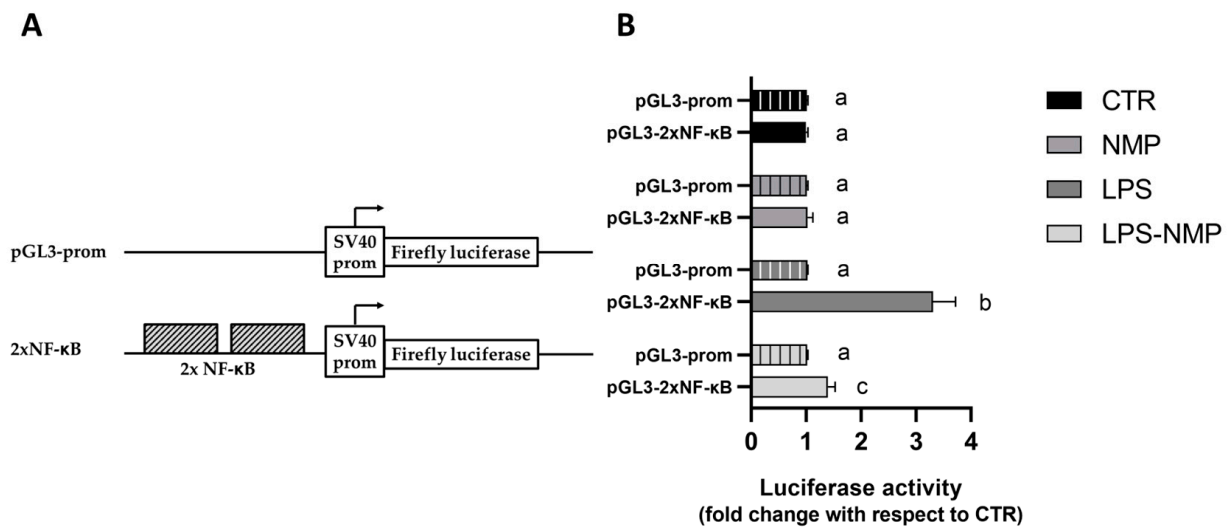 A
pGL3-prom
SV40
prom
Firefly luciferase
2xNF-κB
2x NF-κB
SV40
prom
Firefly luciferase
B
pGL3-prom
a
pGL3-2xNF-κB
a
pGL3-prom
a
pGL3-2xNF-κB
a
pGL3-prom
a
pGL3-2xNF-κB
b
pGL3-prom
a
pGL3-2xNF-κB
c
0 1 2 3 4
Luciferase activity
(fold change with respect to CTR)
CTR
NMP
LPS
LPS-NMP